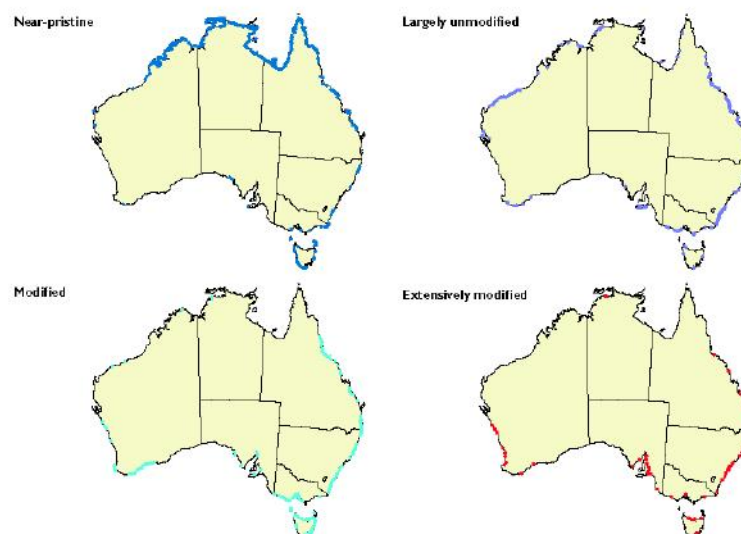 Near-pristine
Largely unmodified
Modified
Extensively modified